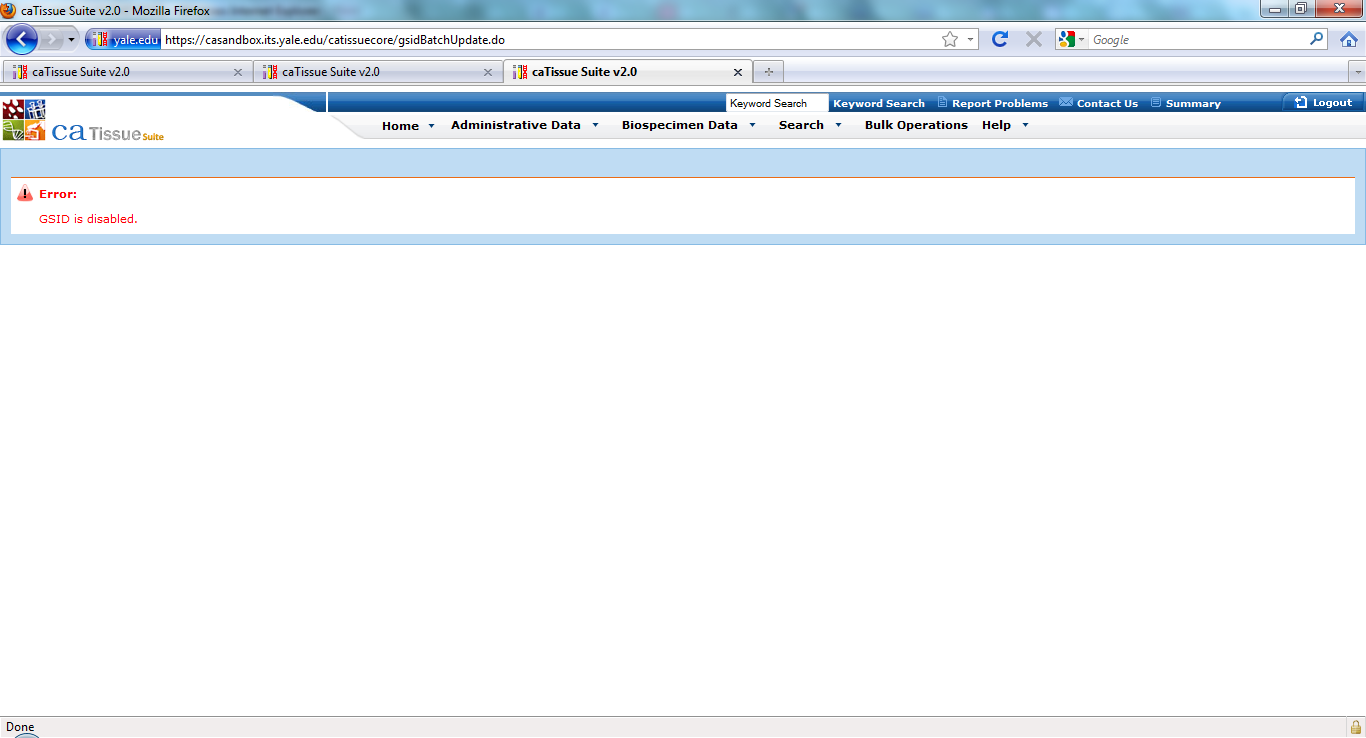 caTissue Suite v2.0 - Mozilla Firefox
yale.edu https://casandbox.its.yale.edu/catissuecore/gsidBatchUpdate.do Google
caTissue Suite v2.0 caTissue Suite v2.0 caTissue Suite v2.0
Keyword Search Keyword Search Report Problems Contact Us Summary Logout
ca Tissue Suite Home Administrative Data Biospecimen Data Search Bulk Operations Help
Error:
GSID is disabled.
Done